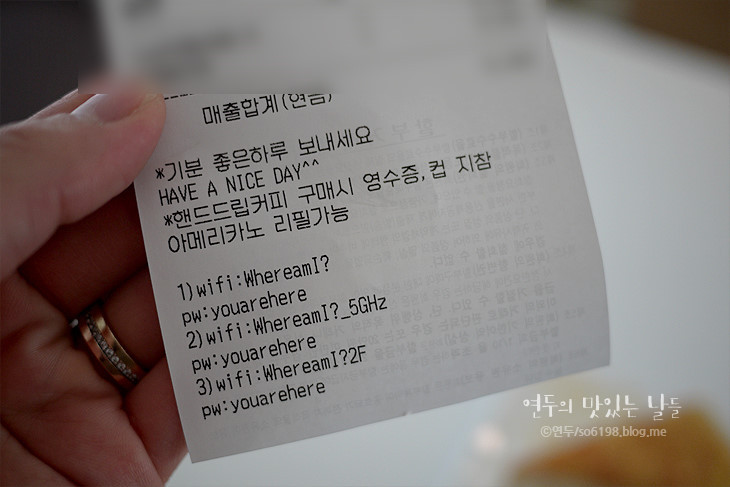 매출합계(현금)
*기분 좋은하루 보내세요
HAVE A NICE DAY^^
*핸드드립커피 구매시 영수증,컵 지참
아메리카노 리필가능
1)wifi:WhereamI?
pw:youarehere
2)wifi:WhereamI?_5GHz
pw:youarehere
3)wifi:WhereamI?2F
pw:youarehere
연두의 맛있는 날들
©연두/so6198.blog.me